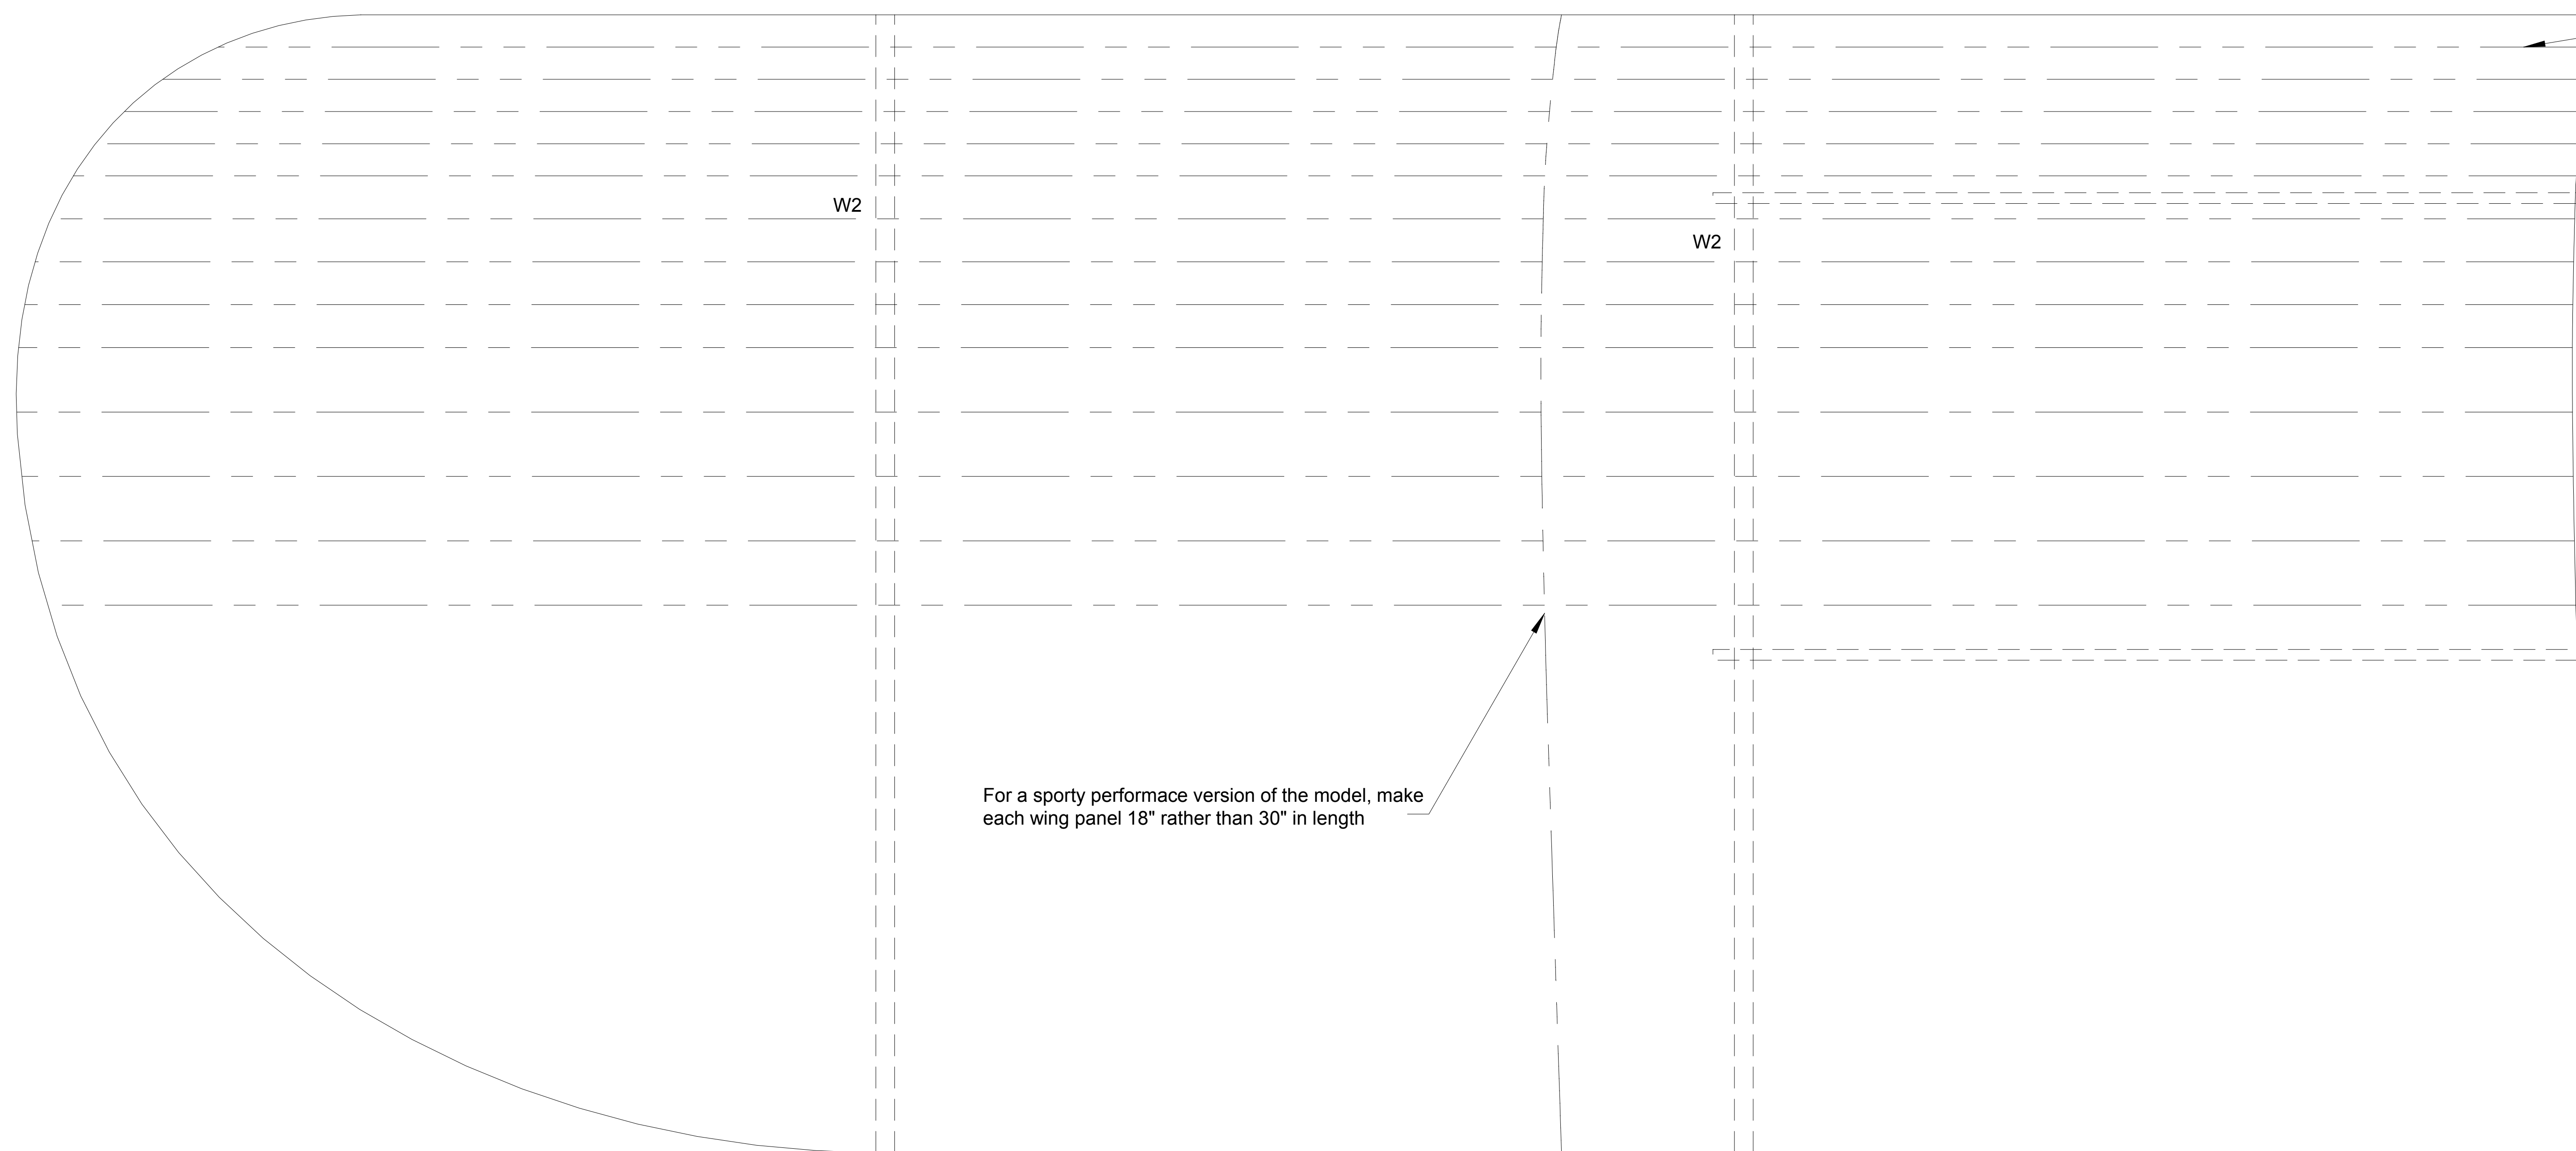 W2
W2
For a sporty performace version of the model, make
each wing panel 18" rather than 30" in length